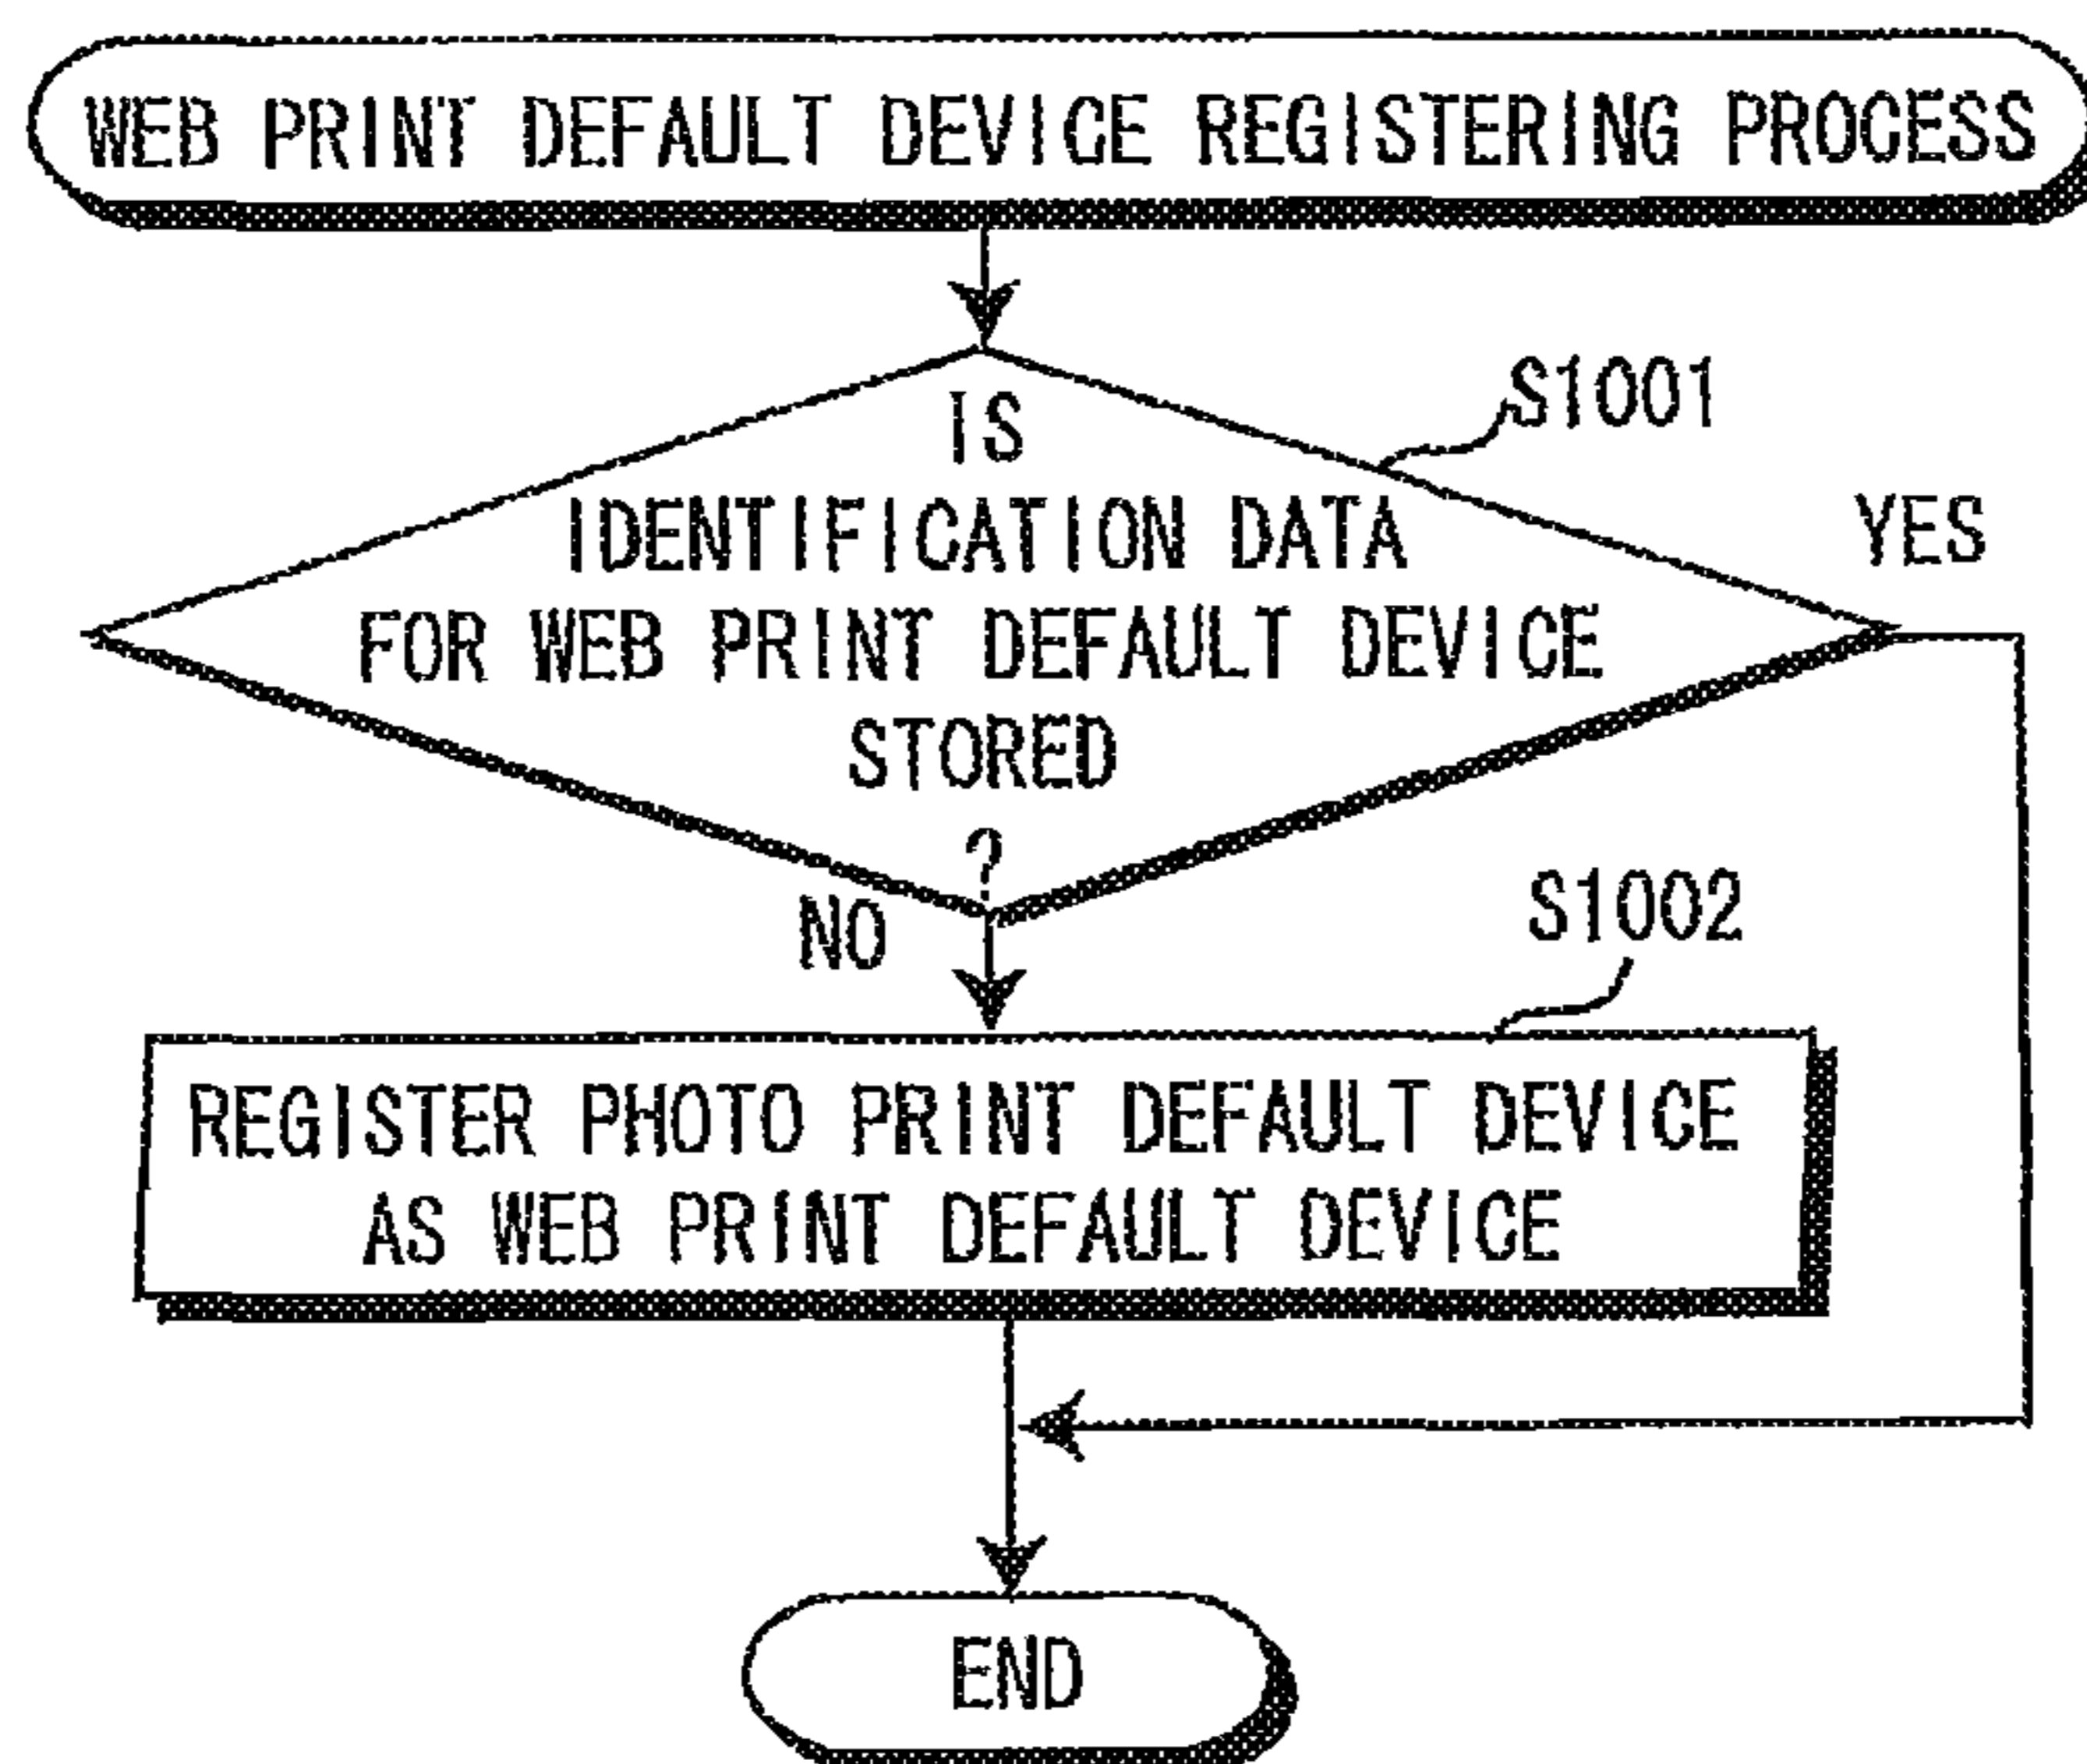 WEB PRINT DEFAULT DEVICE REGISTERING PROCESS
S1001
IS
IDENTIFICATION DATA
FOR WEB PRINT DEFAULT DEVICE
STORED
?
YES
NO
S1002
REGISTER PHOTO PRINT DEFAULT DEVICE
AS WEB PRINT DEFAULT DEVICE
END